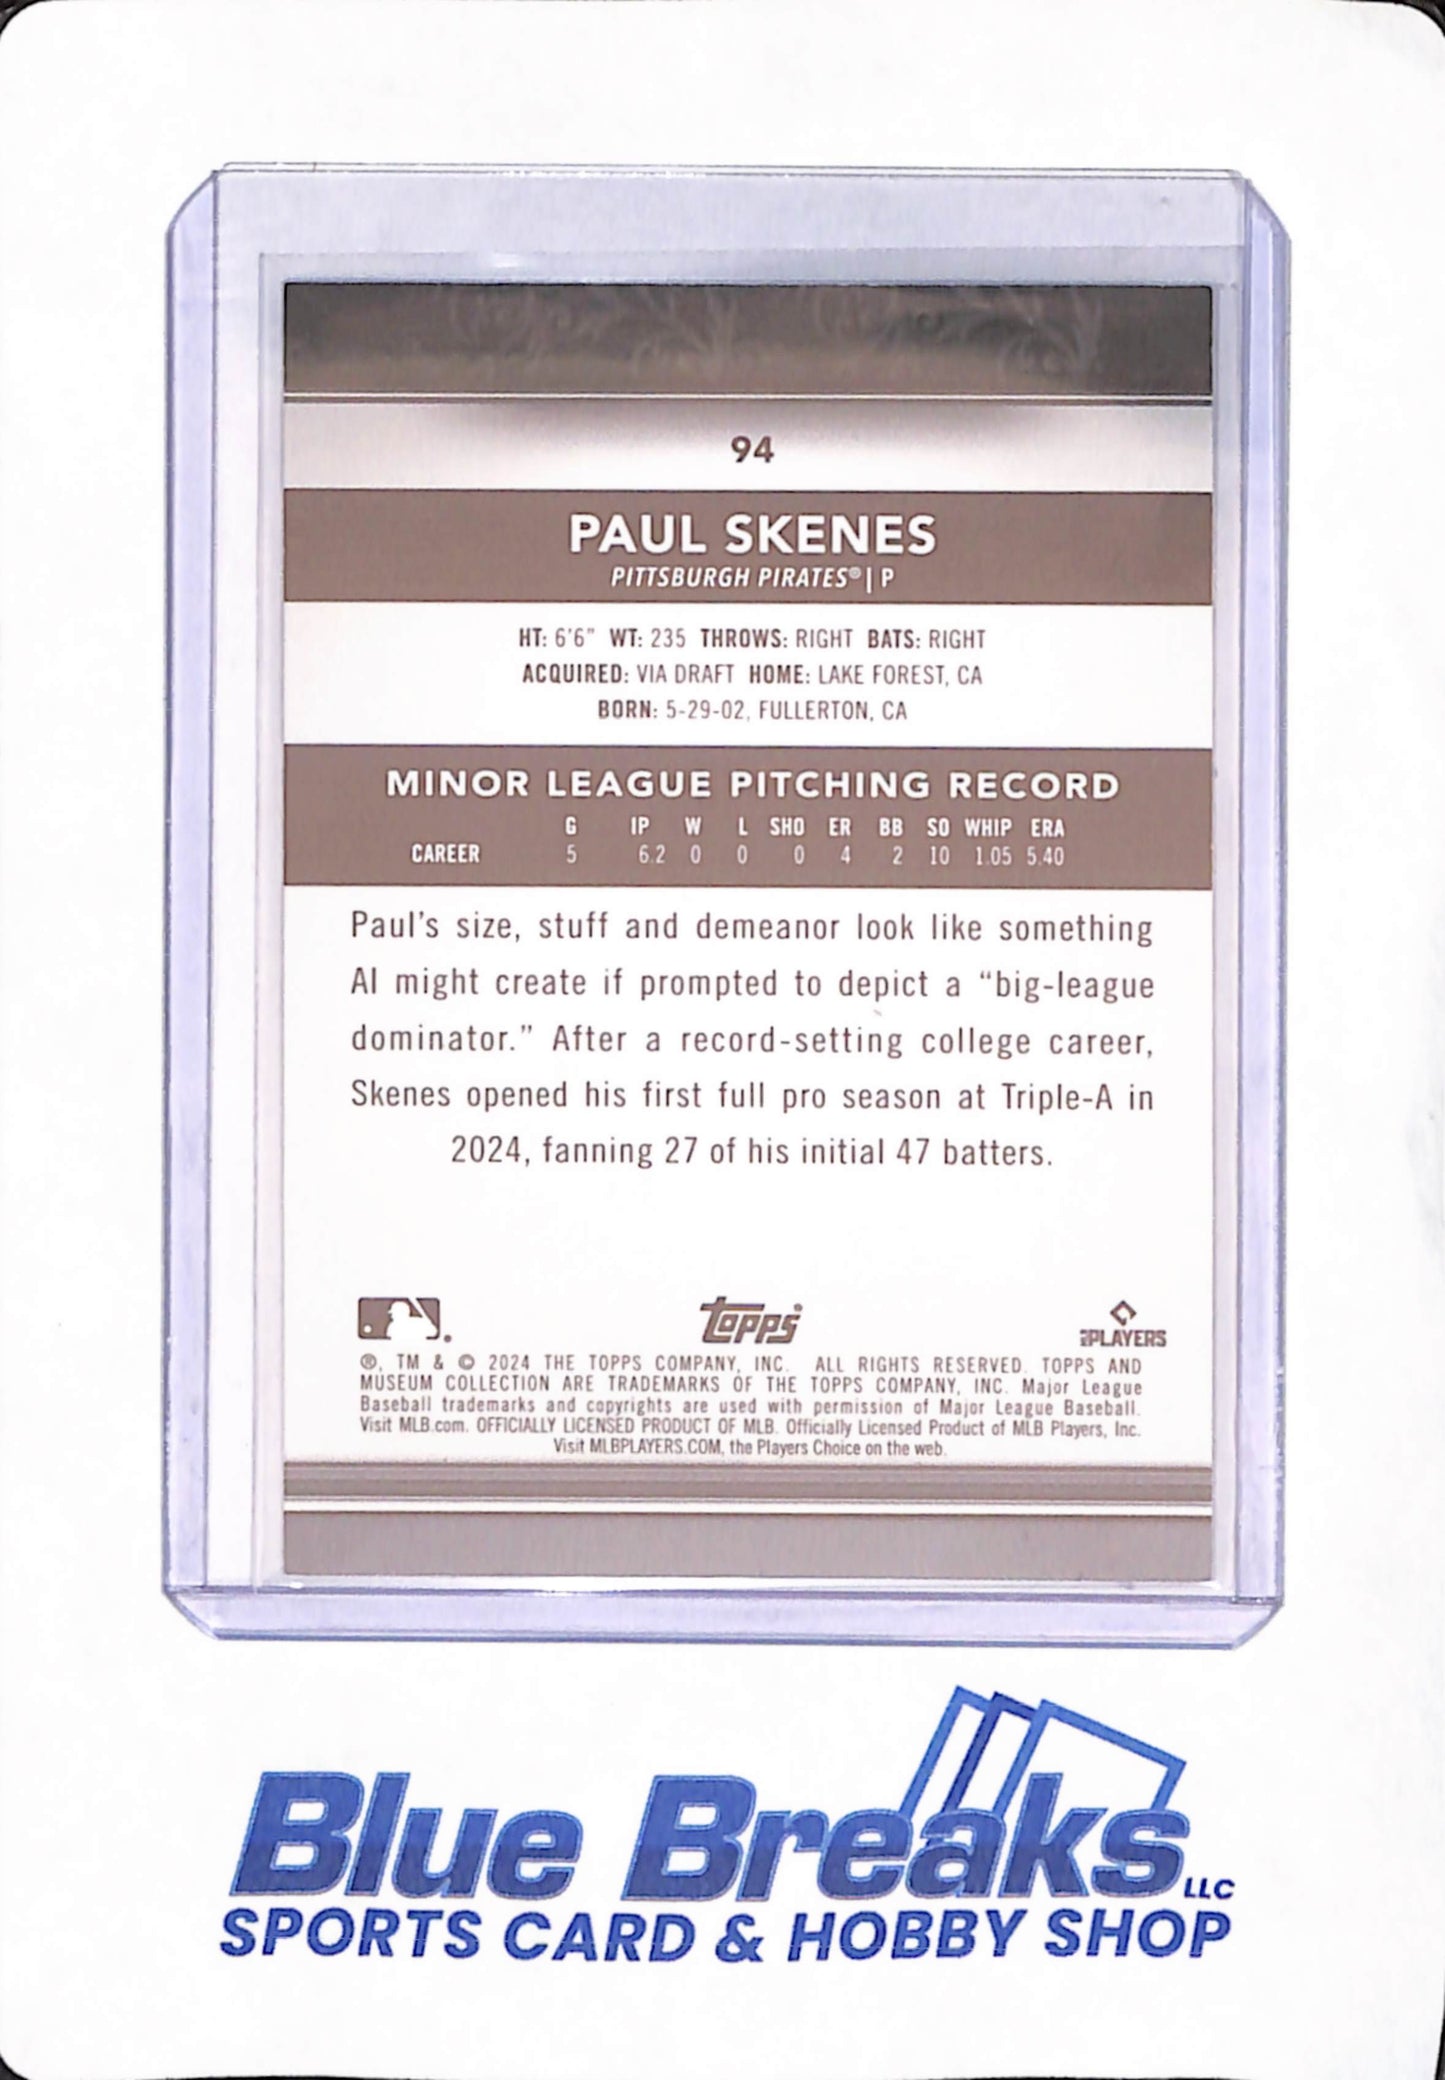 94
PAUL SKENES
PITTSBURGH PIRATES® | P
HT: 6'6" WT: 235 THROWS: RIGHT BATS: RIGHT
ACQUIRED: VIA DRAFT HOME: LAKE FOREST, CA
BORN: 5-29-02, FULLERTON, CA
MINOR LEAGUE PITCHING RECORD
G IP W L SHO ER BB SO WHIP ERA
CAREER 5 6.2 0 0 0 4 2 10 1.05 5.40
Paul's size, stuff and demeanor look like something
AI might create if prompted to depict a “big-league
dominator.” After a record-setting college career,
Skenes opened his first full pro season at Triple-A in
2024, fanning 27 of his initial 47 batters.
topps
MLBPLAYERS
®, TM & © 2024 THE TOPPS COMPANY, INC. ALL RIGHTS RESERVED. TOPPS AND
MUSEUM COLLECTION ARE TRADEMARKS OF THE TOPPS COMPANY, INC. Major League
Baseball trademarks and copyrights are used with permission of Major League Baseball.
Visit MLB.com. OFFICIALLY LICENSED PRODUCT OF MLB. Officially Licensed Product of MLB Players, Inc.
Visit MLBPLAYERS.COM, the Players Choice on the web.
Blue Breaks LLC
SPORTS CARD & HOBBY SHOP